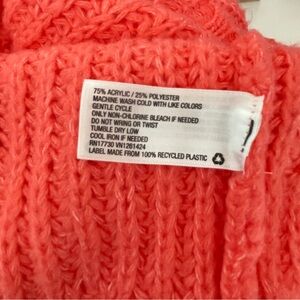 75% ACRYLIC / 25% POLYESTER
MACHINE WASH COLD WITH LIKE COLORS
GENTLE CYCLE
ONLY NON-CHLORINE BLEACH IF NEEDED
DO NOT WRING OR TWIST
TUMBLE DRY LOW
COOL IRON IF NEEDED
RN17730 VN1261424
LABEL MADE FROM 100% RECYCLED PLASTIC